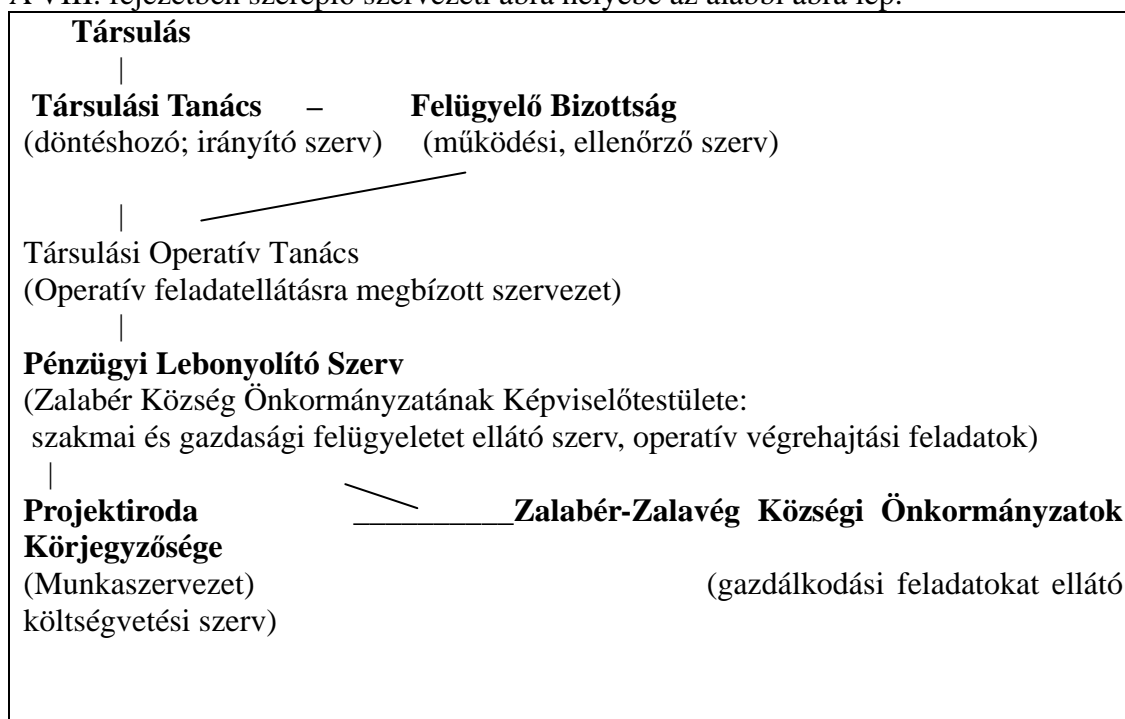 A VIII. fejezetben szereplő szervezeti ábra helyébe az alábbi ábra lép:
Társulás
|
Társulási Tanács – Felügyelő Bizottság
(döntéshozó; irányító szerv) (működési, ellenőrző szerv)
|
Társulási Operatív Tanács
(Operatív feladatellátásra megbízott szervezet)
|
Pénzügyi Lebonyolító Szerv
(Zalabér Község Önkormányzatának Képviselőtestülete:
szakmai és gazdasági felügyeletet ellátó szerv, operatív végrehajtási feladatok)
|
Projektiroda __________Zalabér-Zalavég Községi Önkormányzatok
Körjegyzősége
(Munkaszervezet) (gazdálkodási feladatokat ellátó
költségvetési szerv)